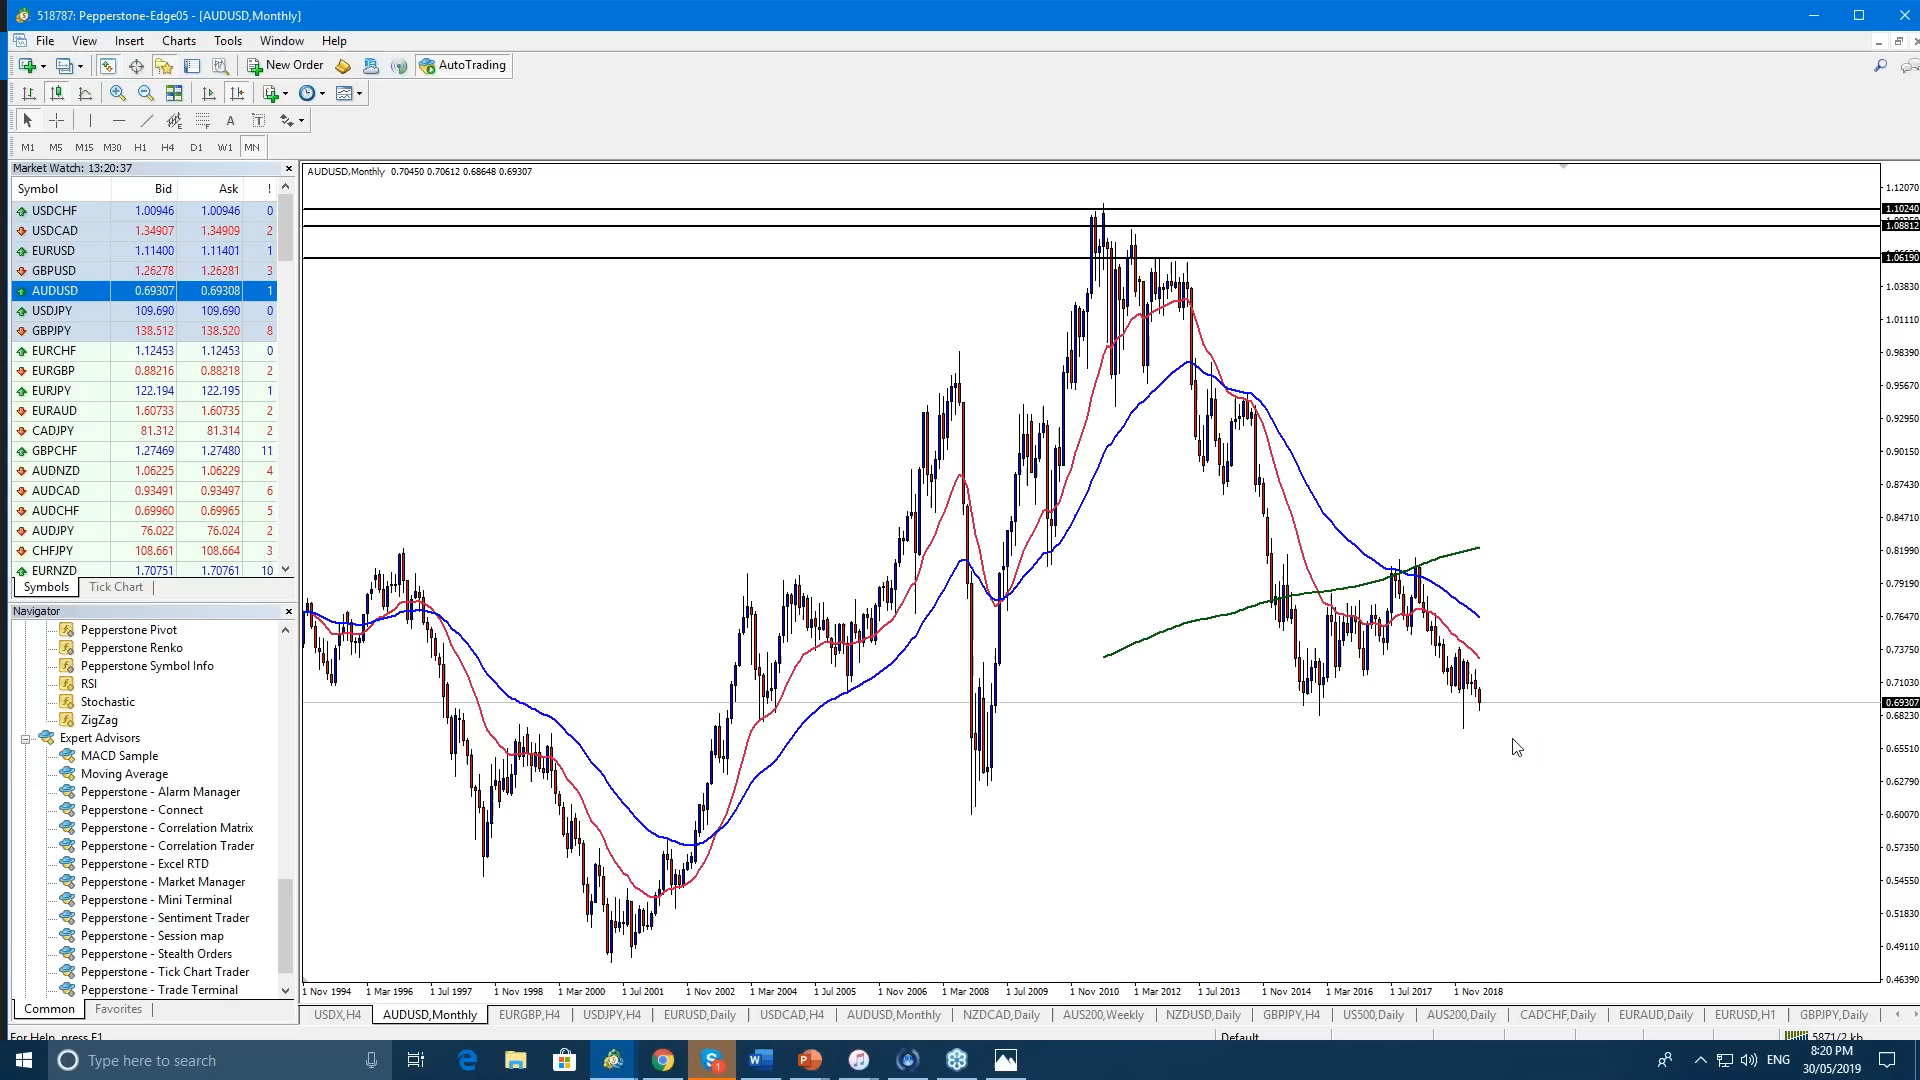 518787: Pepperstone-Edge05 - [AUDUSD,Monthly]
File View Insert Charts Tools Window Help
New Order AutoTrading
A T
M1 M5 M15 M30 H1 H4 D1 W1 MN
Market Watch: 13:20:37
Symbol Bid Ask !
USDCHF 1.00946 1.00946 0
USDCAD 1.34907 1.34909 2
EURUSD 1.11400 1.11401 1
GBPUSD 1.26278 1.26281 3
AUDUSD 0.69307 0.69308 1
USDJPY 109.690 109.690 0
GBPJPY 138.512 138.520 8
EURCHF 1.12453 1.12453 0
EURGBP 0.88216 0.88218 2
EURJPY 122.194 122.195 1
EURAUD 1.60733 1.60735 2
CADJPY 81.312 81.314 2
GBPCHF 1.27469 1.27480 11
AUDNZD 1.06225 1.06229 4
AUDCAD 0.93491 0.93497 6
AUDCHF 0.69960 0.69965 5
AUDJPY 76.022 76.024 2
CHFJPY 108.661 108.664 3
EURNZD 1.70751 1.70761 10
Symbols Tick Chart
Navigator
Pepperstone Pivot
Pepperstone Renko
Pepperstone Symbol Info
RSI
Stochastic
ZigZag
Expert Advisors
MACD Sample
Moving Average
Pepperstone - Alarm Manager
Pepperstone - Connect
Pepperstone - Correlation Matrix
Pepperstone - Correlation Trader
Pepperstone - Excel RTD
Pepperstone - Market Manager
Pepperstone - Mini Terminal
Pepperstone - Sentiment Trader
Pepperstone - Session map
Pepperstone - Stealth Orders
Pepperstone - Tick Chart Trader
Pepperstone - Trade Terminal
Common Favorites
AUDUSD,Monthly 0.70450 0.70612 0.68648 0.69307
1.12070
1.10240
1.08812
1.06190
1.03830
1.01110
0.98390
0.95670
0.92950
0.90150
0.87430
0.84710
0.81990
0.79190
0.76470
0.73750
0.71030
0.69307
0.68230
0.65510
0.62790
0.60070
0.57350
0.54550
0.51830
0.49110
0.46390
1 Nov 1994 1 Mar 1996 1 Jul 1997 1 Nov 1998 1 Mar 2000 1 Jul 2001 1 Nov 2002 1 Mar 2004 1 Jul 2005 1 Nov 2006 1 Mar 2008 1 Jul 2009 1 Nov 2010 1 Mar 2012 1 Jul 2013 1 Nov 2014 1 Mar 2016 1 Jul 2017 1 Nov 2018
USDX,H4 AUDUSD,Monthly EURGBP,H4 USDJPY,H4 EURUSD,Daily USDCAD,H4 AUDUSD,Monthly NZDCAD,Daily AUS200,Weekly NZDUSD,Daily GBPJPY,H4 US500,Daily AUS200,Daily CADCHF,Daily EURAUD,Daily EURUSD,H1 GBPJPY,Daily
For Help, press F1 Default 5871/2 kb
Type here to search
ENG
8:20 PM
30/05/2019